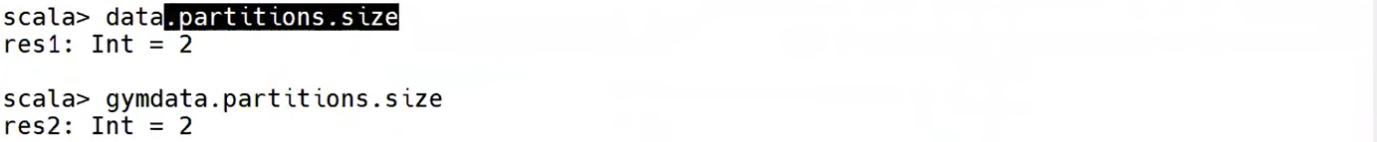 scala> data.partitions.size
res1: Int = 2
scala> gymdata.partitions.size
res2: Int = 2